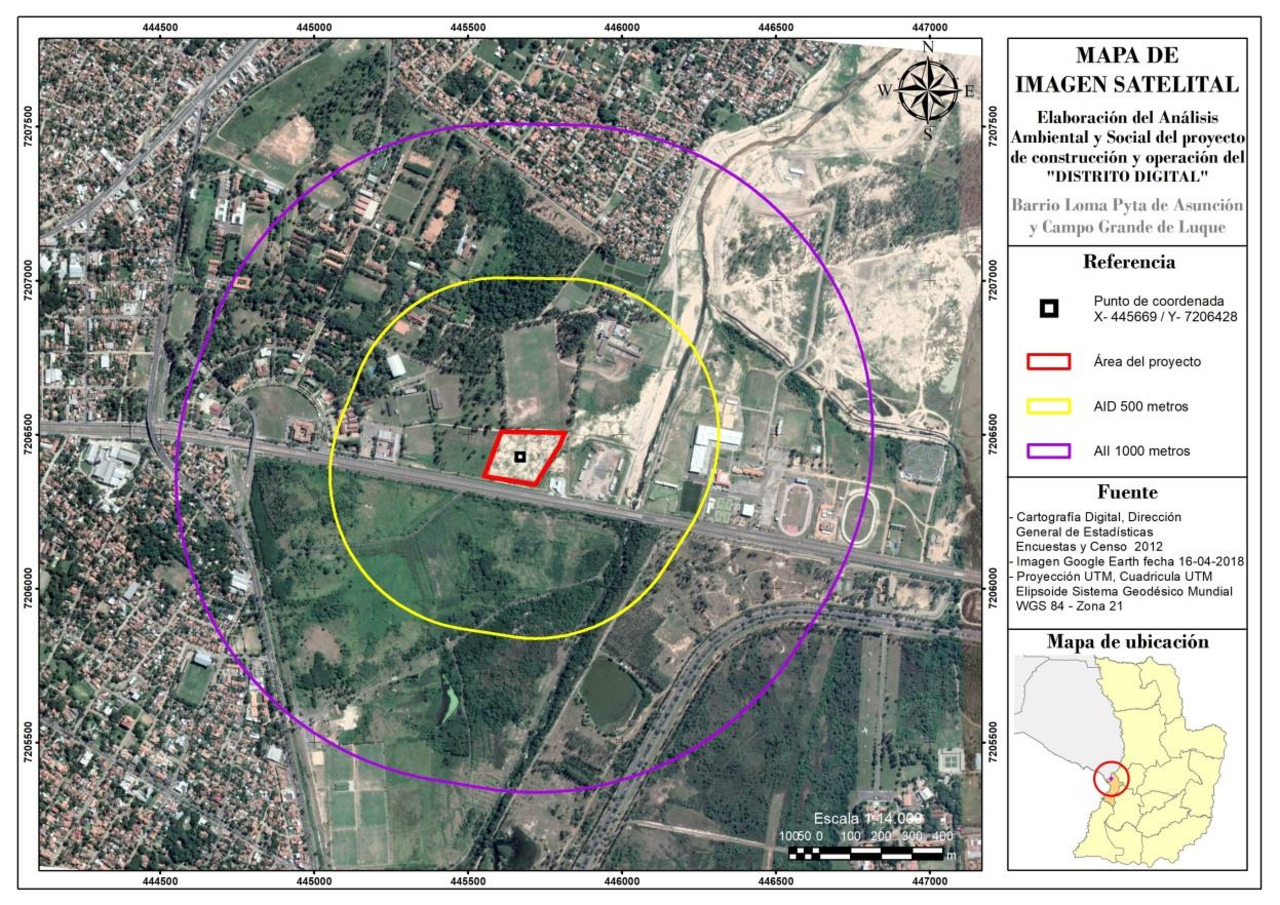 444500 445000 445500 446000 446500 447000
7207500
7207000
7206500
7206000
7205500
N
W E
S
7207500
7207000
7206500
7206000
7205500
Escala 1:14.000
10050 0 100 200 300 400
m
444500 445000 445500 446000 446500 447000
MAPA DE
IMAGEN SATELITAL
Elaboración del Análisis
Ambiental y Social del proyecto
de construcción y operación del
"DISTRITO DIGITAL"
Barrio Loma Pyta de Asunción
y Campo Grande de Luque
Referencia
Punto de coordenada
X- 445669 / Y- 7206428
Área del proyecto
AID 500 metros
AII 1000 metros
Fuente
- Cartografía Digital, Dirección
General de Estadísticas
Encuestas y Censo 2012
- Imagen Google Earth fecha 16-04-2018
- Proyección UTM, Cuadricula UTM
Elipsoide Sistema Geodésico Mundial
WGS 84 - Zona 21
Mapa de ubicación